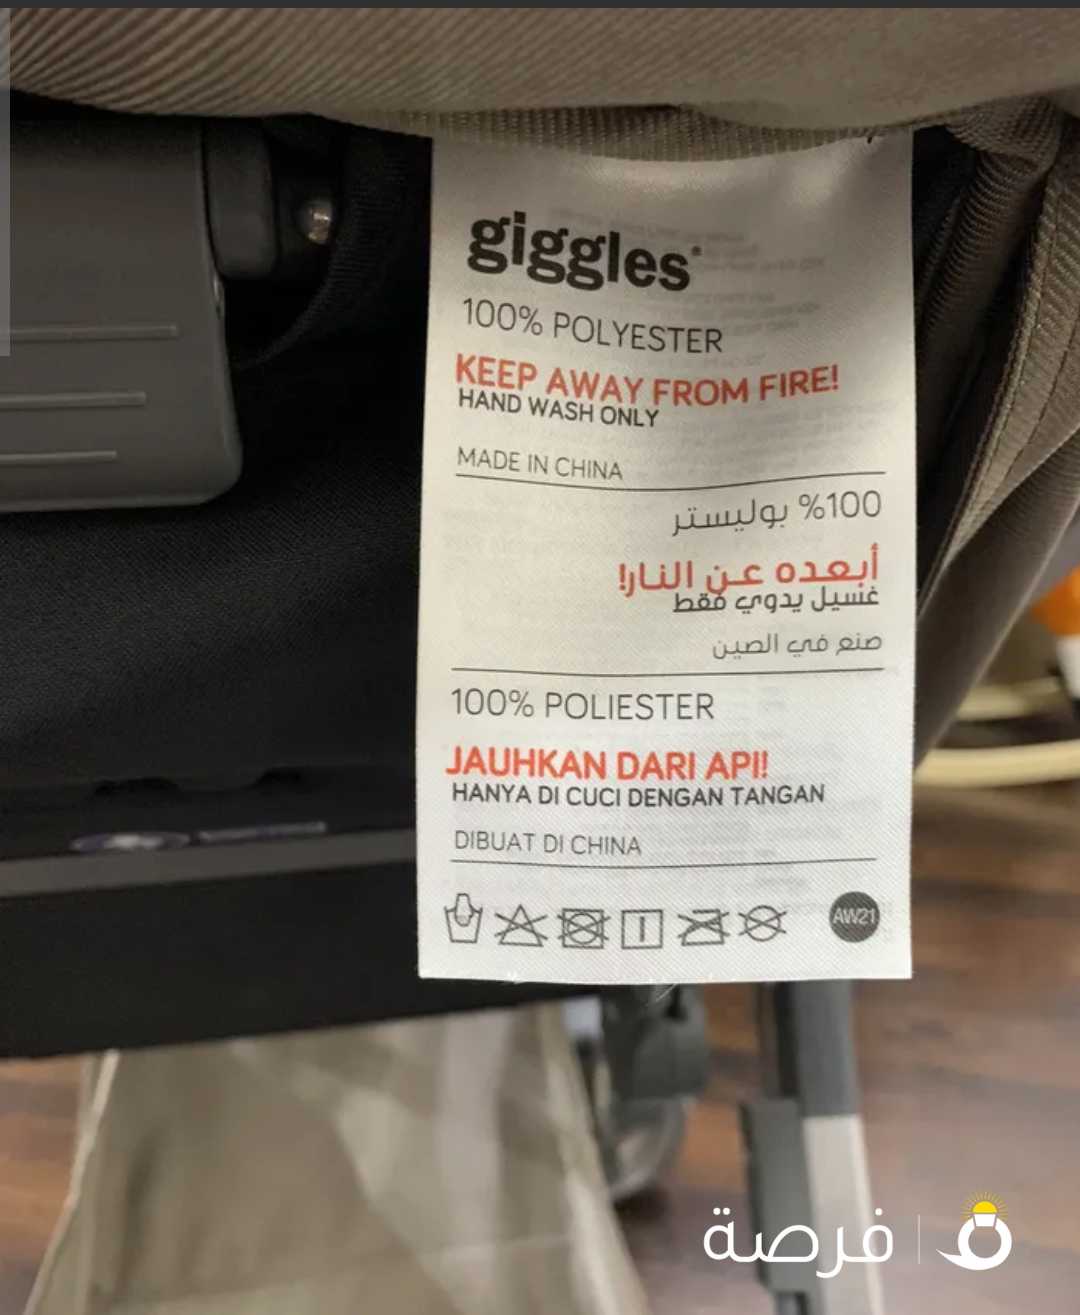 giggles
100% POLYESTER
KEEP AWAY FROM FIRE!
HAND WASH ONLY
MADE IN CHINA
%100 بوليستر
أبعده عن النار!
غسيل يدوي فقط
صنع في الصين
100% POLIESTER
JAUHKAN DARI API!
HANYA DI CUCI DENGAN TANGAN
DIBUAT DI CHINA
AW21
فرصة